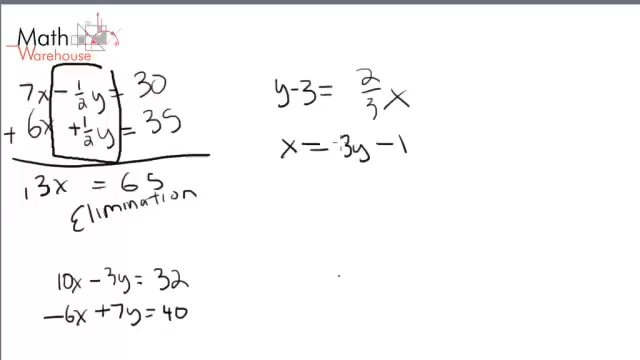 Math
Warehouse
7x - 1/2 y = 30
+ 6x + 1/2 y = 35
13x = 65
Elimination
10x - 3y = 32
-6x + 7y = 40
y - 3 = 2/3 x
x = -3y - 1